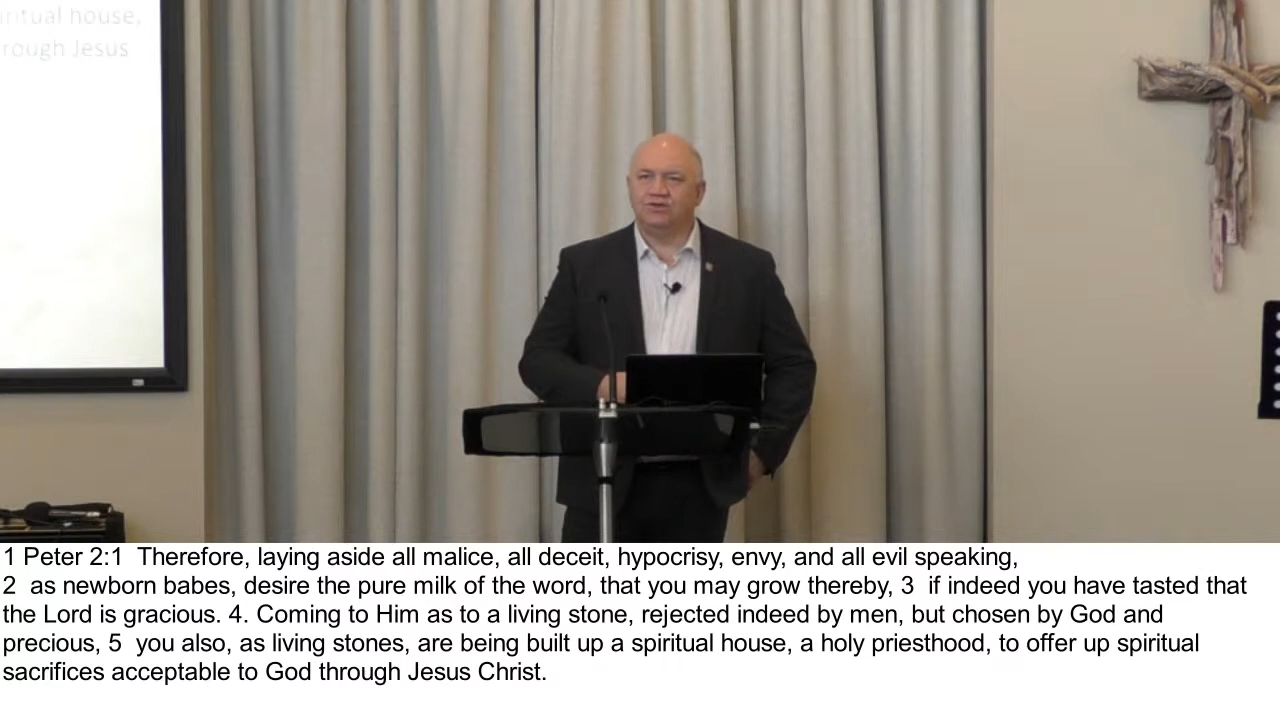 ritual house,
rough Jesus
1 Peter 2:1  Therefore, laying aside all malice, all deceit, hypocrisy, envy, and all evil speaking,
2  as newborn babes, desire the pure milk of the word, that you may grow thereby, 3  if indeed you have tasted that
the Lord is gracious. 4. Coming to Him as to a living stone, rejected indeed by men, but chosen by God and
precious, 5  you also, as living stones, are being built up a spiritual house, a holy priesthood, to offer up spiritual
sacrifices acceptable to God through Jesus Christ.